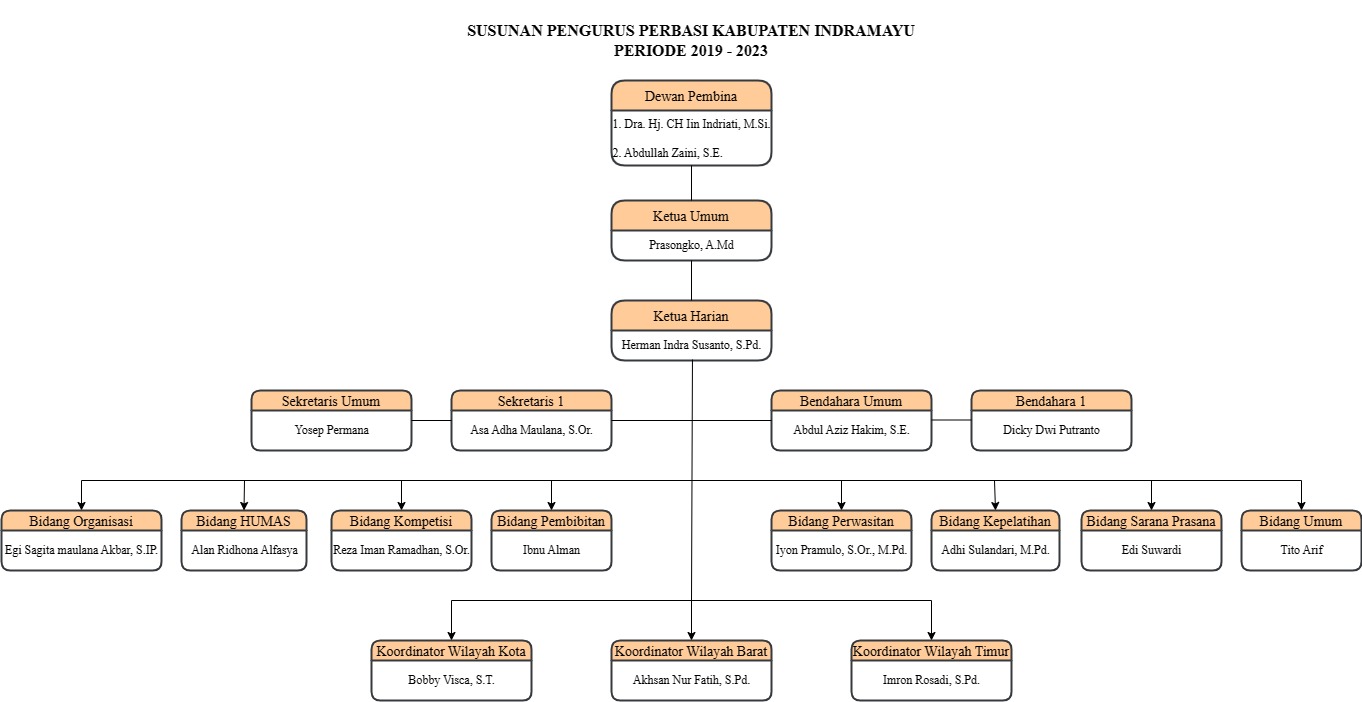 SUSUNAN PENGURUS PERBASI KABUPATEN INDRAMAYU
PERIODE 2019 - 2023
Dewan Pembina
1. Dra. Hj. CH Iin Indriati, M.Si.
2. Abdullah Zaini, S.E.
Ketua Umum
Prasongko, A.Md
Ketua Harian
Herman Indra Susanto, S.Pd.
Sekretaris Umum
Yosep Permana
Sekretaris 1
Asa Adha Maulana, S.Or.
Bendahara Umum
Abdul Aziz Hakim, S.E.
Bendahara 1
Dicky Dwi Putranto
Bidang Organisasi
Egi Sagita maulana Akbar, S.IP.
Bidang HUMAS
Alan Ridhona Alfasya
Bidang Kompetisi
Reza Iman Ramadhan, S.Or.
Bidang Pembibitan
Ibnu Alman
Bidang Perwasitan
Iyon Pramulo, S.Or., M.Pd.
Bidang Kepelatihan
Adhi Sulandari, M.Pd.
Bidang Sarana Prasana
Edi Suwardi
Bidang Umum
Tito Arif
Koordinator Wilayah Kota
Bobby Visca, S.T.
Koordinator Wilayah Barat
Akhsan Nur Fatih, S.Pd.
Koordinator Wilayah Timur
Imron Rosadi, S.Pd.